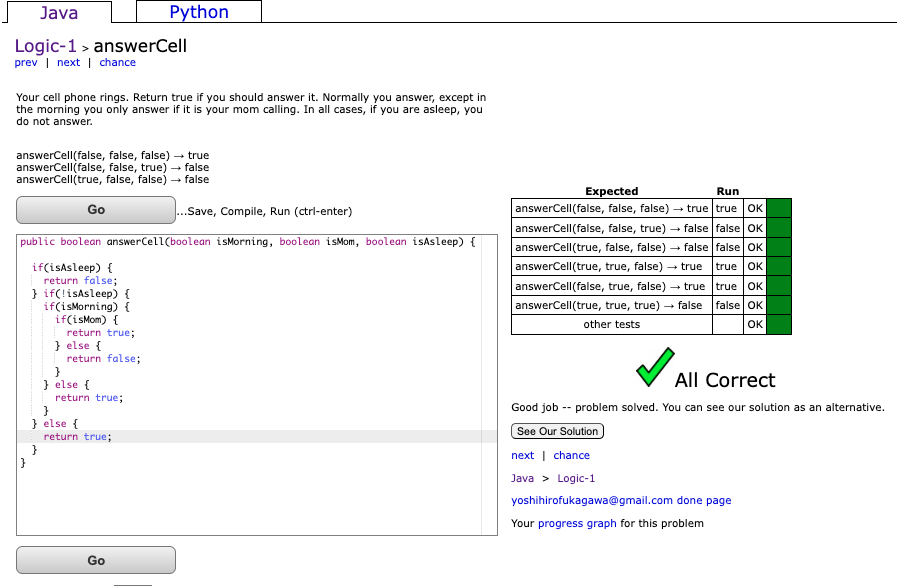 Java
Python
Logic-1 > answerCell
prev | next | chance
Your cell phone rings. Return true if you should answer it. Normally you answer, except in
the morning you only answer if it is your mom calling. In all cases, if you are asleep, you
do not answer.
answerCell(false, false, false) → true
answerCell(false, false, true) → false
answerCell(true, false, false) → false
Go
...Save, Compile, Run (ctrl-enter)
public boolean answerCell(boolean isMorning, boolean isMom, boolean isAsleep) {
if(isAsleep) {
return false;
} if(!isAsleep) {
if(isMorning) {
if(isMom) {
return true;
} else {
return false;
}
} else {
return true;
}
} else {
return true;
}
}
Go
Expected Run
answerCell(false, false, false) → true true OK
answerCell(false, false, true) → false false OK
answerCell(true, false, false) → false false OK
answerCell(true, true, false) → true true OK
answerCell(false, true, false) → true true OK
answerCell(true, true, true) → false false OK
other tests OK
All Correct
Good job -- problem solved. You can see our solution as an alternative.
See Our Solution
next | chance
Java > Logic-1
yoshihirofukagawa@gmail.com done page
Your progress graph for this problem